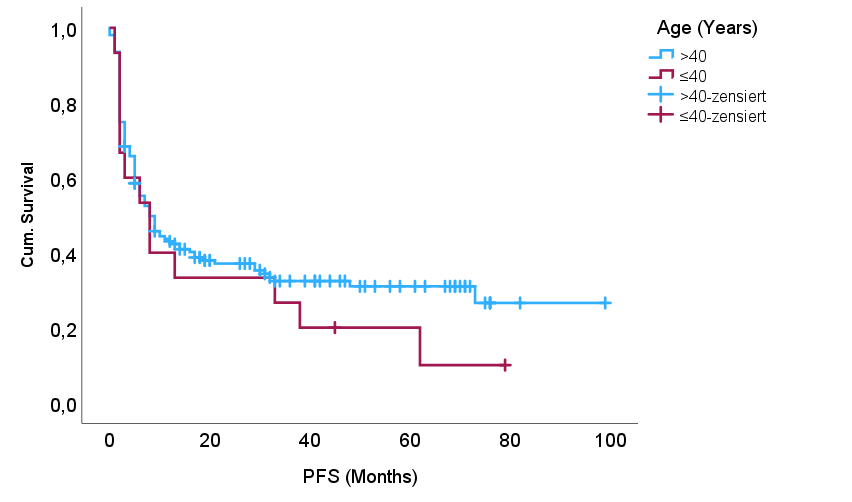 Age (Years)
>40
≤40
>40-zensiert
≤40-zensiert
Cum. Survival
1,0
0,8
0,6
0,4
0,2
0,0
0 20 40 60 80 100
PFS (Months)